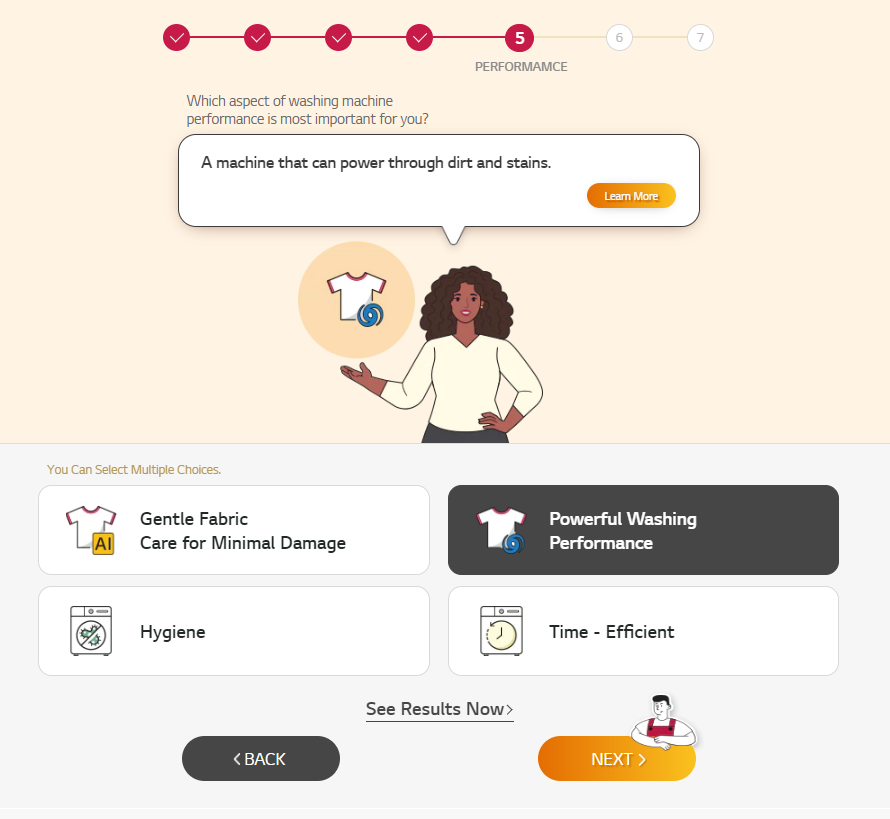 5
6
7
PERFORMAMCE
Which aspect of washing machine
performance is most important for you?
A machine that can power through dirt and stains.
Learn More
You Can Select Multiple Choices.
AI
Gentle Fabric
Care for Minimal Damage
Powerful Washing
Performance
Hygiene
Time - Efficient
See Results Now>
< BACK
NEXT >